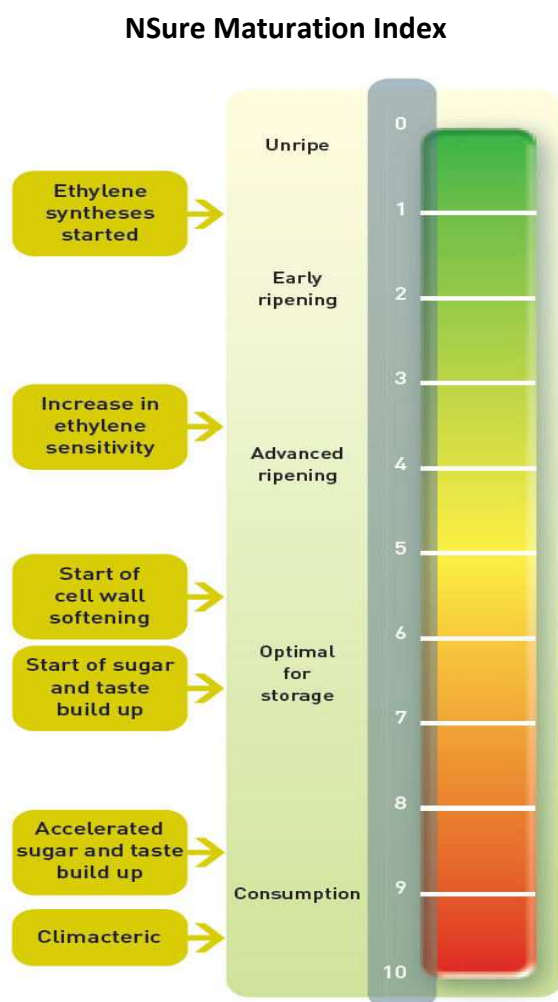 NSure Maturation Index
Ethylene
syntheses
started
Increase in
ethylene
sensitivity
Start of
cell wall
softening
Start of sugar
and taste
build up
Accelerated
sugar and taste
build up
Climacteric
Unripe
Early
ripening
Advanced
ripening
Optimal
for
storage
Consumption
0
1
2
3
4
5
6
7
8
9
10